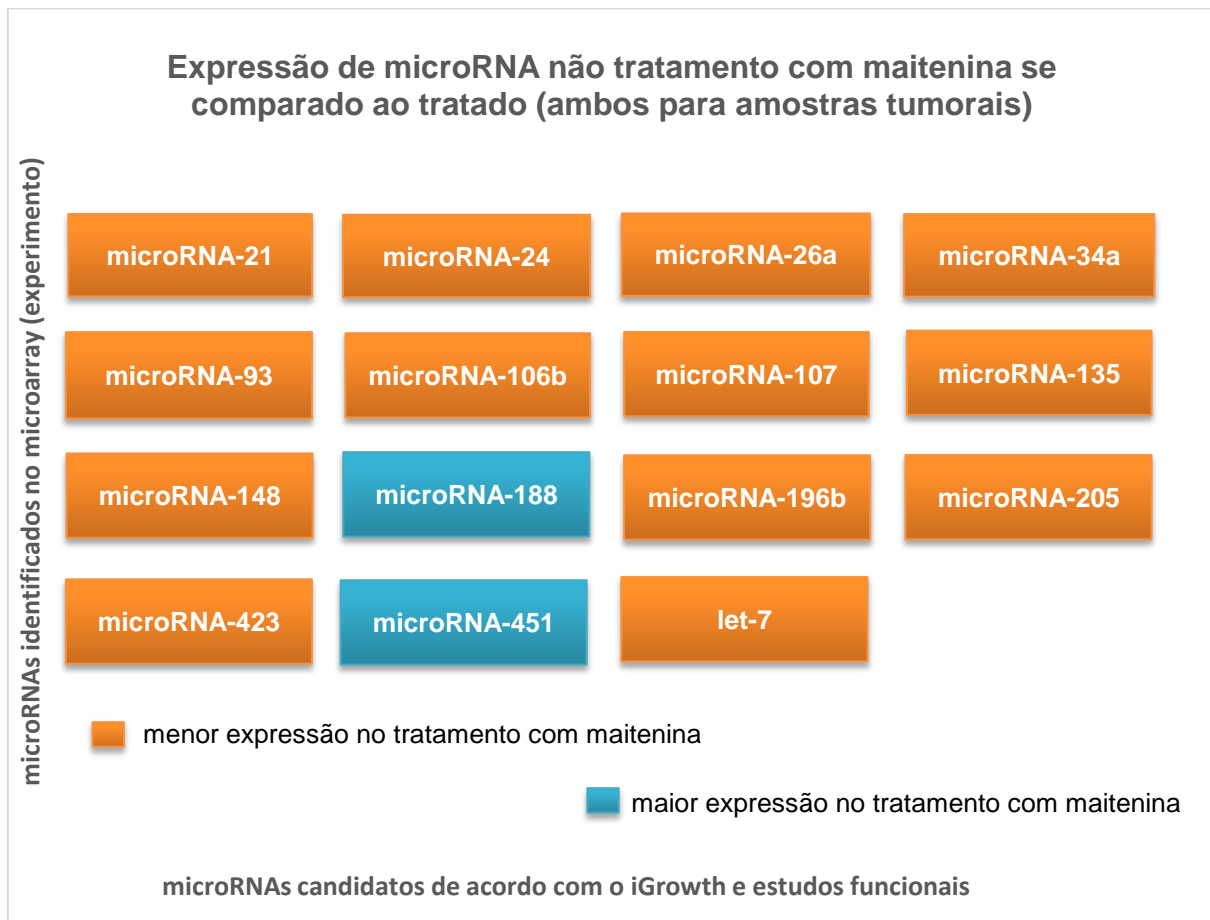 Expressão de microRNA não tratamento com maitenina se
comparado ao tratado (ambos para amostras tumorais)
microRNAs identificados no microarray (experimento)
microRNA-21
microRNA-24
microRNA-26a
microRNA-34a
microRNA-93
microRNA-106b
microRNA-107
microRNA-135
microRNA-148
microRNA-188
microRNA-196b
microRNA-205
microRNA-423
microRNA-451
let-7
menor expressão no tratamento com maitenina
maior expressão no tratamento com maitenina
microRNAs candidatos de acordo com o iGrowth e estudos funcionais